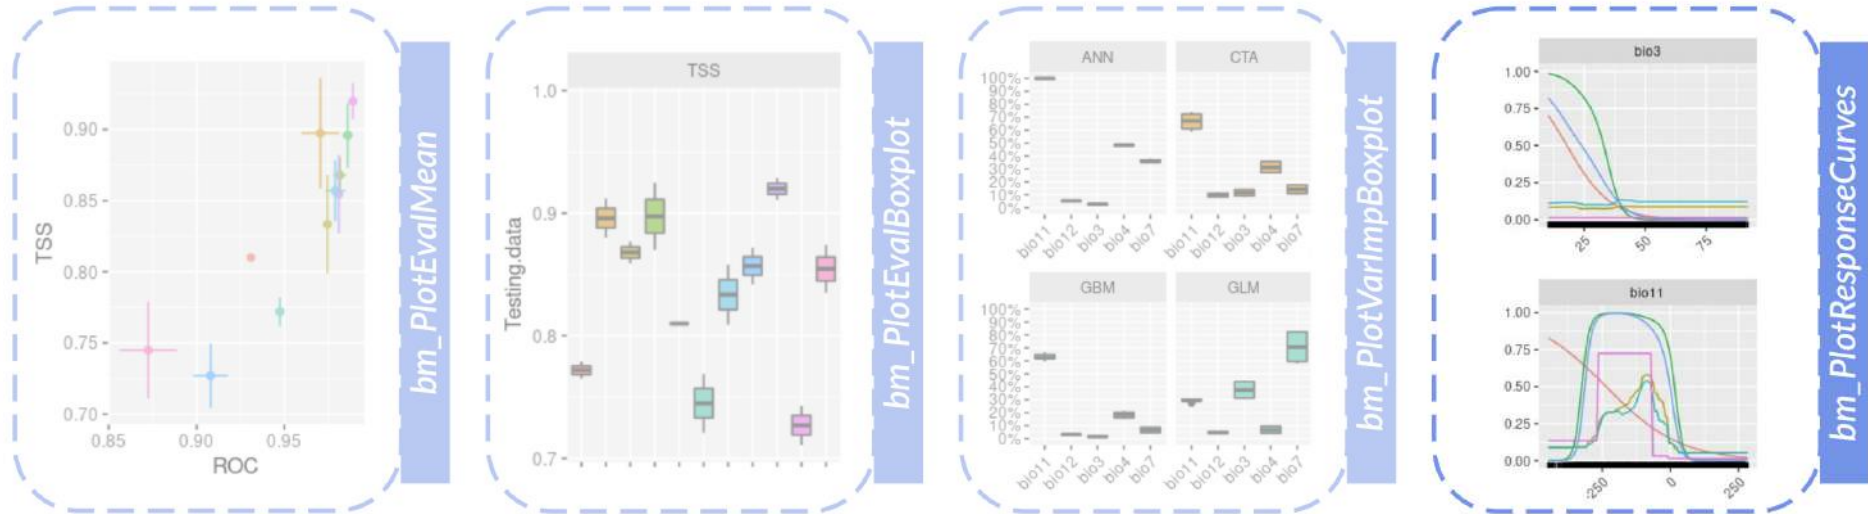 0.90
0.85
0.80
0.75
0.70
TSS
0.85
0.90
0.95
ROC
bm_PlotEvalMean
TSS
1.0
0.9
0.8
0.7
Testing.data
bm_PlotEvalBoxplot
ANN
CTA
100%
90%
80%
70%
60%
50%
40%
30%
20%
10%
0%
bio11
bio12
bio3
bio4
bio7
bio11
bio12
bio3
bio4
bio7
GBM
GLM
100%
90%
80%
70%
60%
50%
40%
30%
20%
10%
0%
bio11
bio12
bio3
bio4
bio7
bio11
bio12
bio3
bio4
bio7
bm_PlotVarImpBoxplot
bio3
1.00
0.75
0.50
0.25
0.00
25
50
75
bio11
1.00
0.75
0.50
0.25
0.00
-250
0
250
bm_PlotResponseCurves